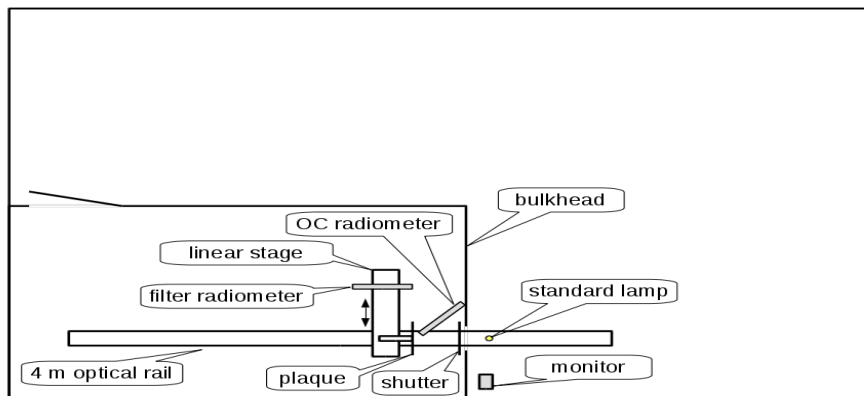 bulkhead
OC radiometer
linear stage
filter radiometer
standard lamp
4 m optical rail
plaque
shutter
monitor